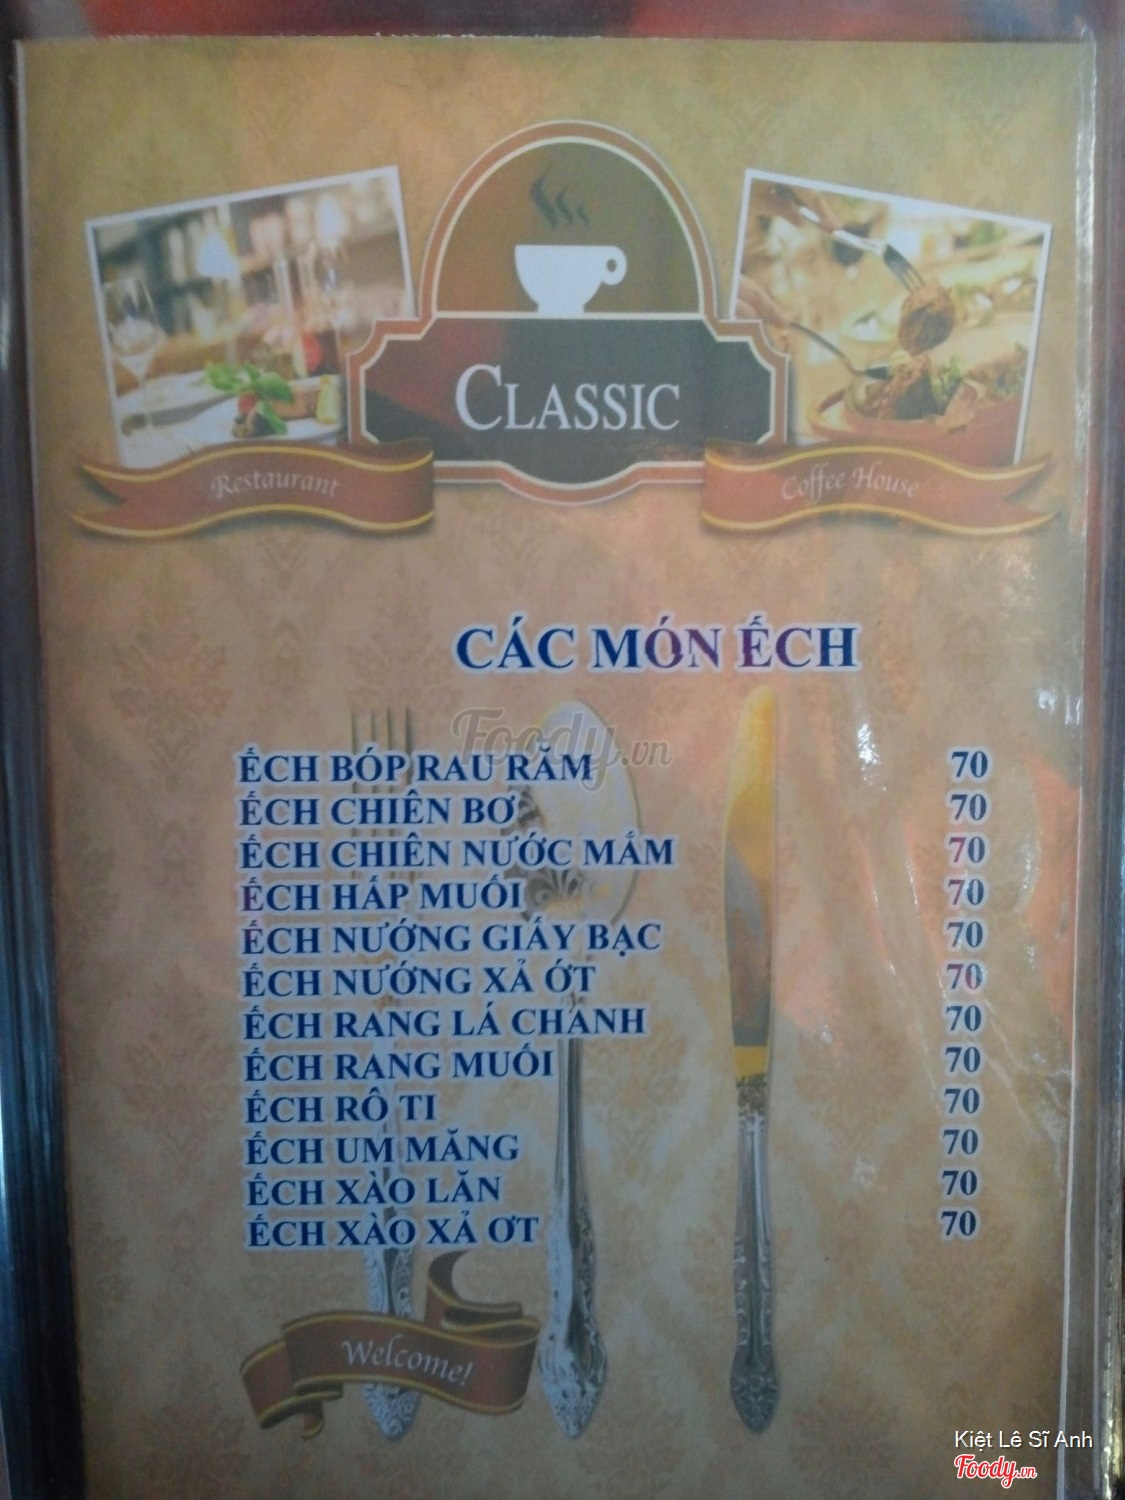 CLASSIC
Restaurant
Coffee House
CÁC MÓN ẾCH
Foody.vn
ẾCH BÓP RAU RĂM 70
ẾCH CHIÊN BƠ 70
ẾCH CHIÊN NƯỚC MẮM 70
ẾCH HẤP MUỐI 70
ẾCH NƯỚNG GIẤY BẠC 70
ẾCH NƯỚNG XẢ ỚT 70
ẾCH RANG LÁ CHANH 70
ẾCH RANG MUỐI 70
ẾCH RÔ TI 70
ẾCH UM MĂNG 70
ẾCH XÀO LĂN 70
ẾCH XÀO XẢ ƠT 70
Welcome!
Kiệt Lê Sĩ Anh
Foody.vn